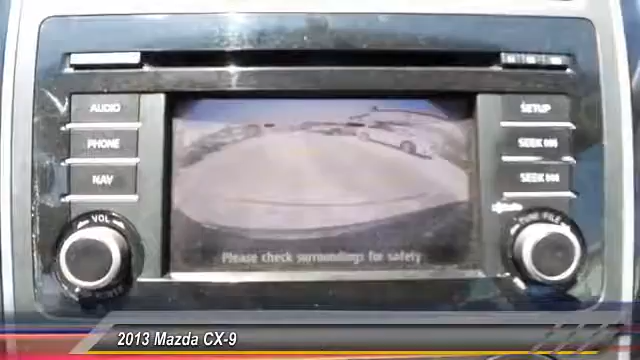 AUDIO
SETUP
PHONE
SEEK
NAV
SEEK
VOL
TUNE FILE
Please check surroundings for safety
2013 Mazda CX-9